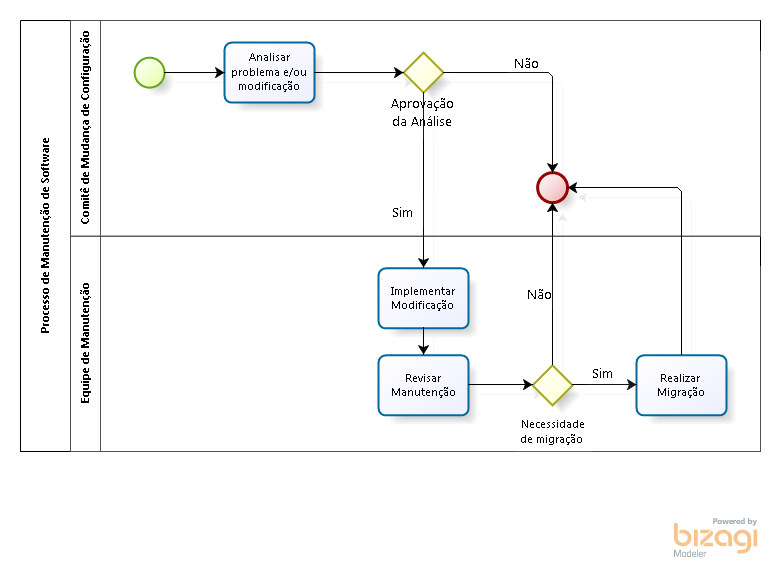 Processo de Manutenção de Software
Comitê de Mudança de Configuração
Analisar
problema e/ou
modificação
Aprovação
da Análise
Não
Sim
Equipe de Manutenção
Implementar
Modificação
Revisar
Manutenção
Não
Necessidade
de migração
Sim
Realizar
Migração
Powered by
bizagi
Modeler